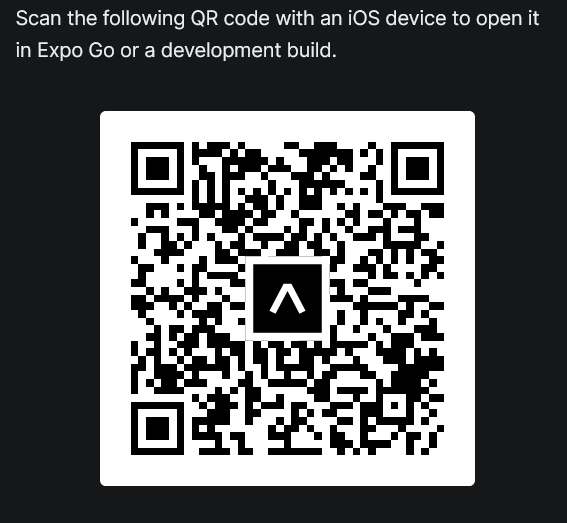 Scan the following QR code with an iOS device to open it
in Expo Go or a development build.